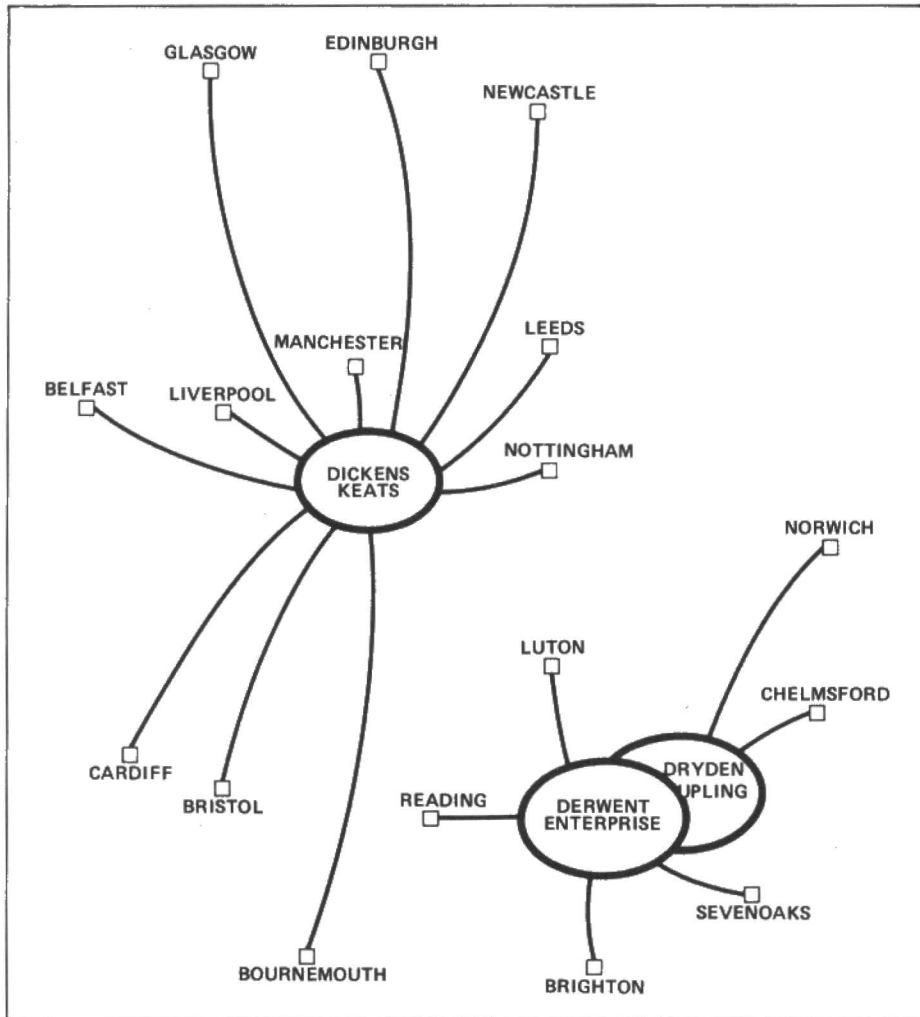 EDINBURGH
GLASGOW
NEWCASTLE
LEEDS
MANCHESTER
BELFAST
LIVERPOOL
NOTTINGHAM
DICKENS
KEATS
NORWICH
LUTON
CHELMSFORD
CARDIFF
BRISTOL
DRYDEN
UPLING
READING
DERWENT
ENTERPRISE
SEVENOAKS
BOURNEMOUTH
BRIGHTON